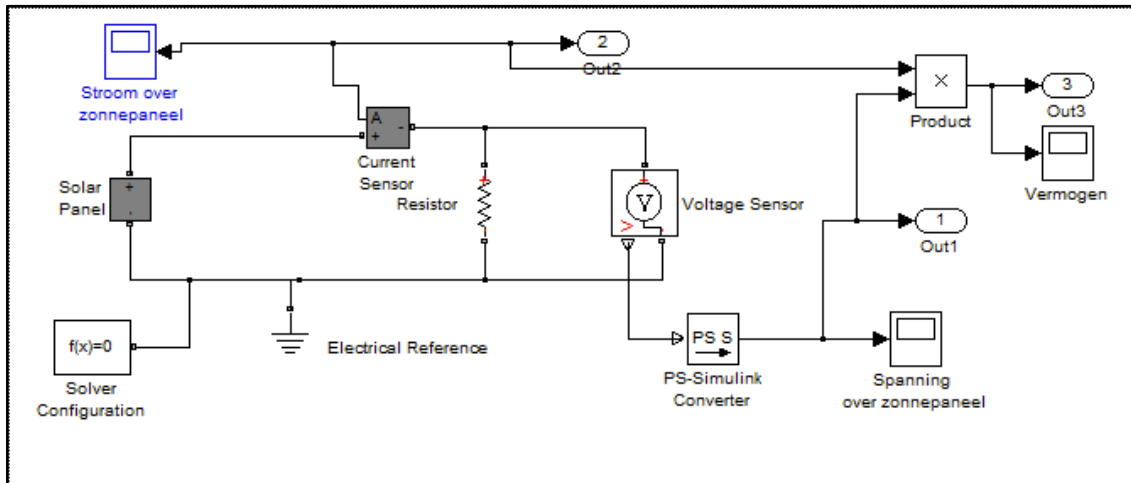 2
Out2
Stroom over
zonnepaneel
×
Product
3
Out3
A
+
-
Current
Sensor
Vermogen
Solar
Panel
+
-
Resistor
+
+
V
V
-
Voltage Sensor
1
Out1
f(x)=0
Solver
Configuration
Electrical Reference
PS S
PS-Simulink
Converter
Spanning
over zonnepaneel